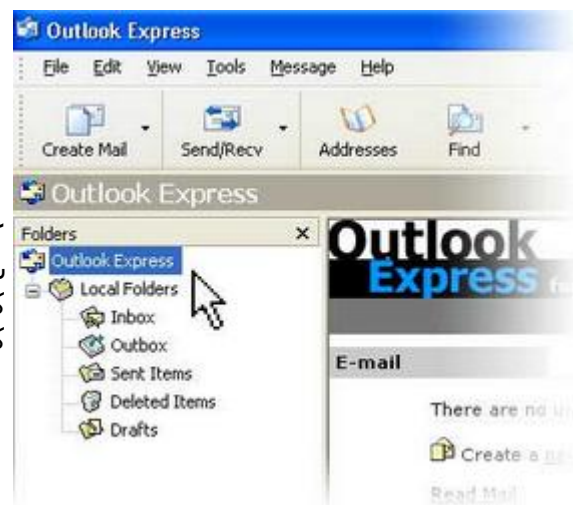 Outlook Express
File Edit View Tools Message Help
Create Mail Send/Recv Addresses Find
Outlook Express
Folders
Outlook Express
Local Folders
Inbox
Outbox
Sent Items
Deleted Items
Drafts
Outlook
Express
E-mail
There are no
Create a
Read Mail